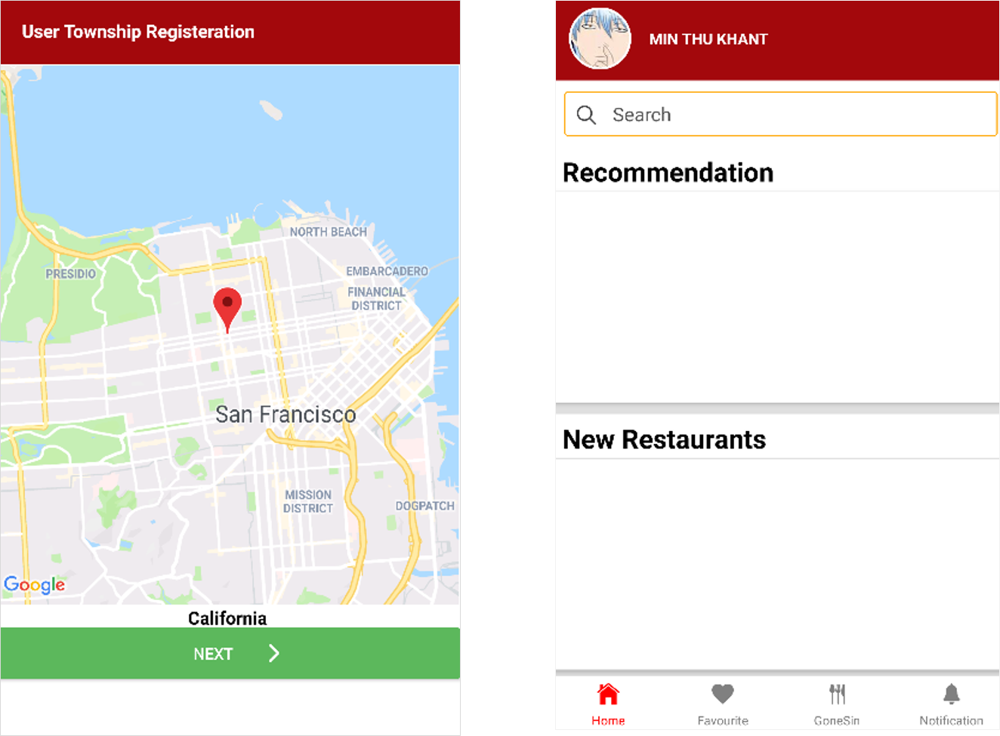 User Township Registeration
NORTH BEACH
PRESIDIO
EMBARCADERO
FINANCIAL
DISTRICT
San Francisco
MISSION
DISTRICT
DOGPATCH
Google
California
NEXT
MIN THU KHANT
Search
Recommendation
New Restaurants
Home
Favourite
GoneSin
Notification